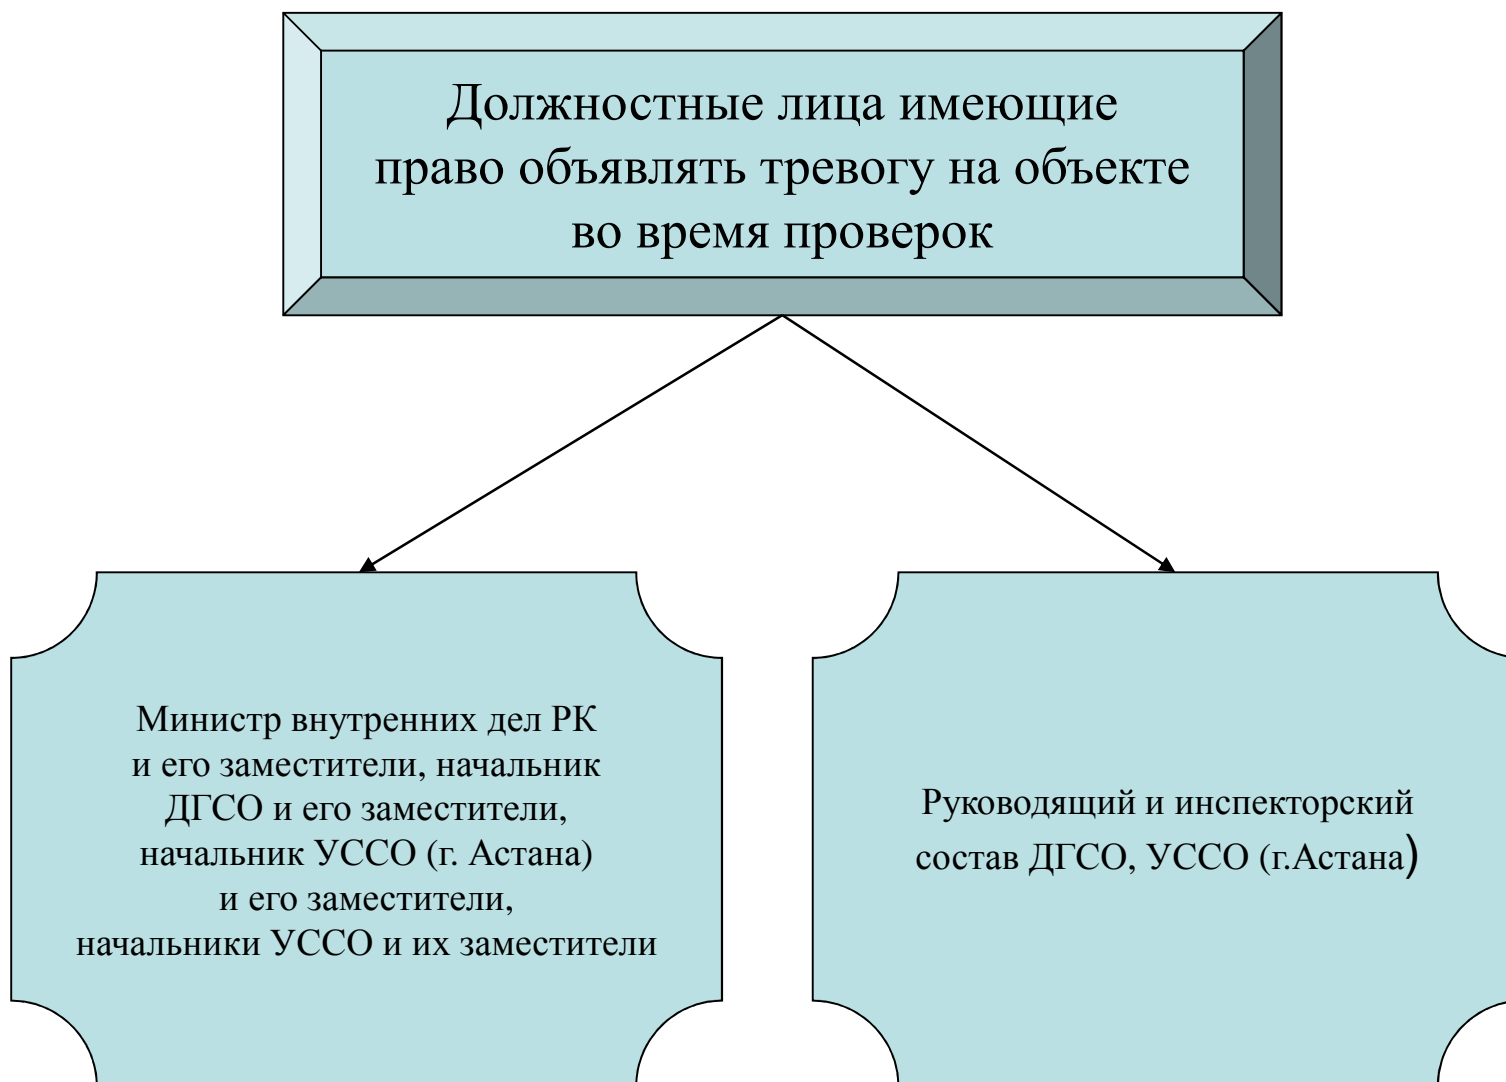 Должностные лица имеющие
право объявлять тревогу на объекте
во время проверок
Министр внутренних дел РК
и его заместители, начальник
ДГСО и его заместители,
начальник УССО (г. Астана)
и его заместители,
начальники УССО и их заместители
Руководящий и инспекторский
состав ДГСО, УССО (г.Астана)